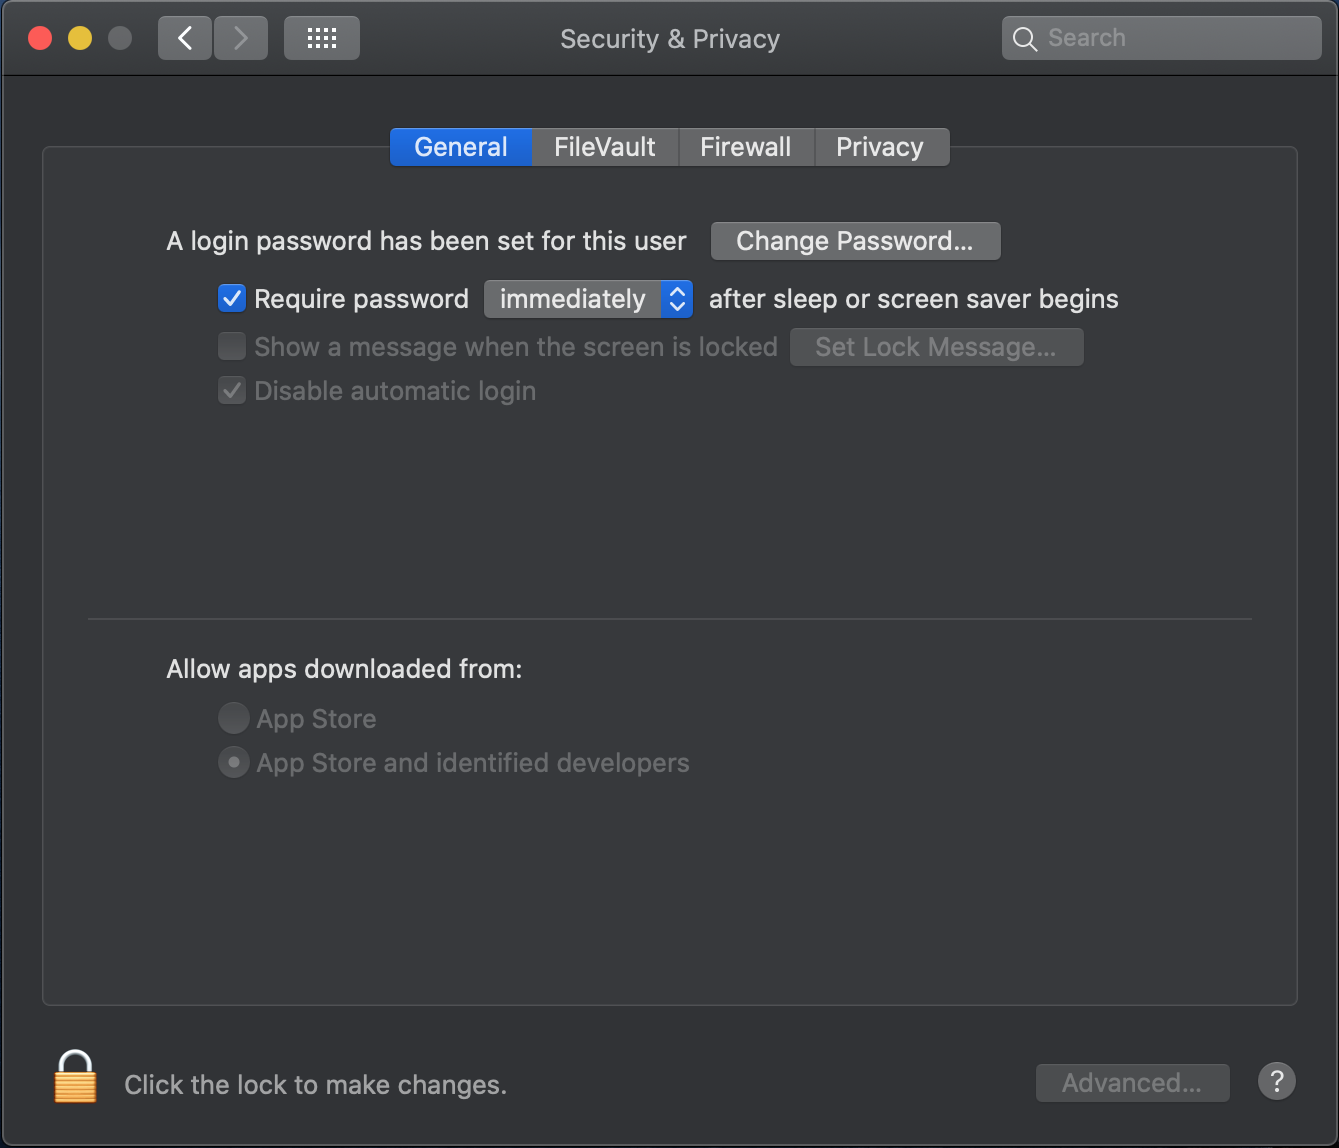 Security & Privacy
Search
General FileVault Firewall Privacy
A login password has been set for this user Change Password...
Require password immediately after sleep or screen saver begins
Show a message when the screen is locked Set Lock Message...
Disable automatic login
Allow apps downloaded from:
App Store
App Store and identified developers
Click the lock to make changes.
Advanced... ?